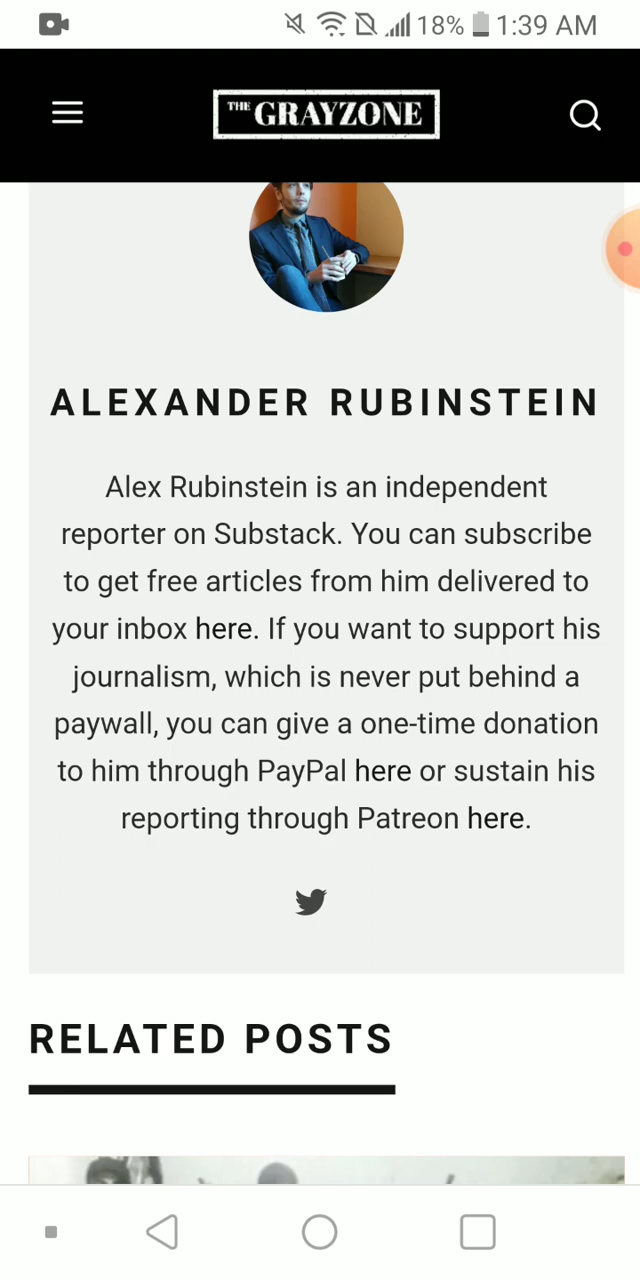 18% 1:39 AM
THE GRAYZONE
ALEXANDER RUBINSTEIN
Alex Rubinstein is an independent
reporter on Substack. You can subscribe
to get free articles from him delivered to
your inbox here. If you want to support his
journalism, which is never put behind a
paywall, you can give a one-time donation
to him through PayPal here or sustain his
reporting through Patreon here.
RELATED POSTS